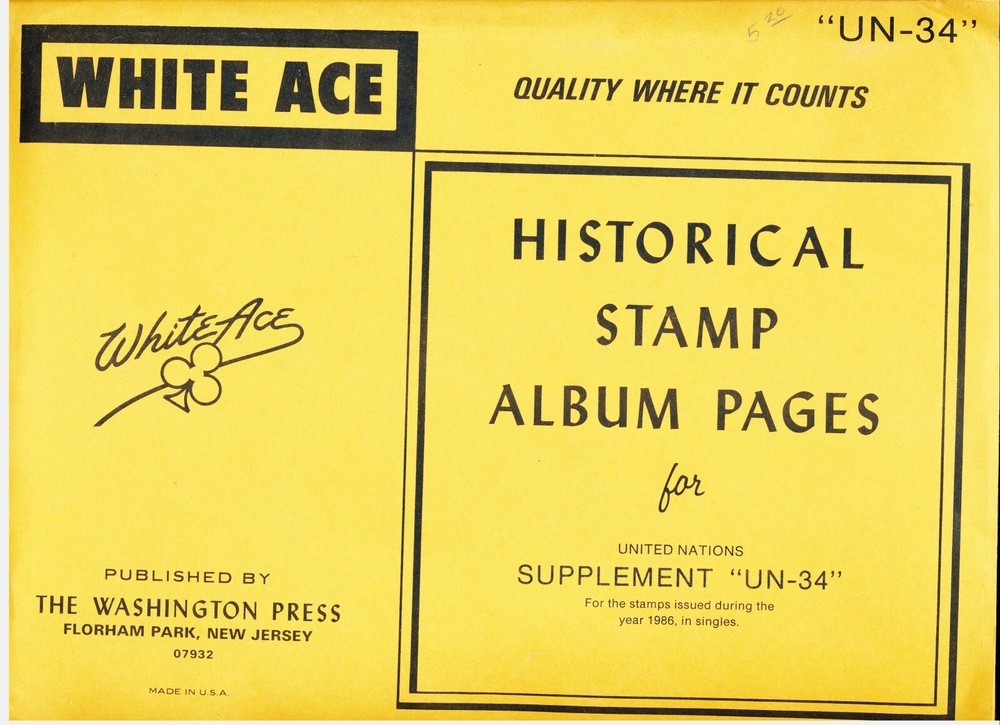 "UN-34"
5 20
WHITE ACE
QUALITY WHERE IT COUNTS
HISTORICAL
STAMP
ALBUM PAGES
for
UNITED NATIONS
SUPPLEMENT "UN-34"
For the stamps issued during the
year 1986, in singles.
White Ace
PUBLISHED BY
THE WASHINGTON PRESS
FLORHAM PARK, NEW JERSEY
07932
MADE IN U.S.A.